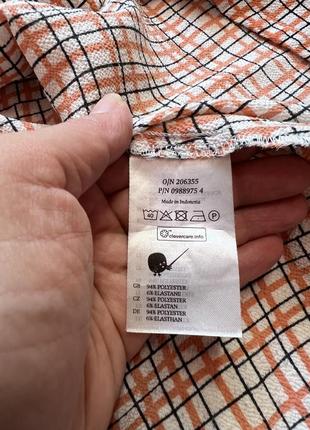 O/N 206355
P/N 0988975 4
Made in Indonesia
40 P
clevercare.info
GB 94% POLYESTER
6% ELASTANE
CZ 94% POLYESTER
6% ELASTAN
DE 94% POLYESTER
6% ELASTHAN